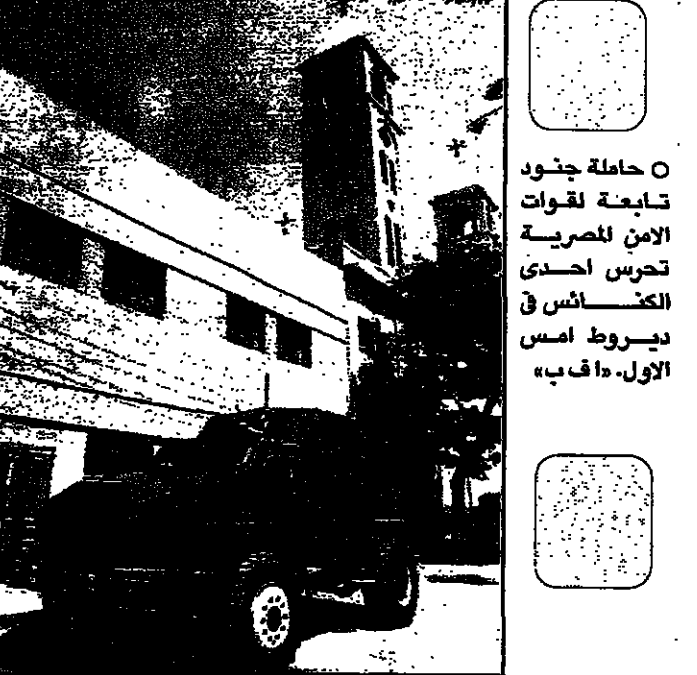 ○ حاملة جنود
تابعة لقوات
الامن المصرية
تحرس احدى
الكنائس في
ديروط امس
الاول. «ا ف ب»